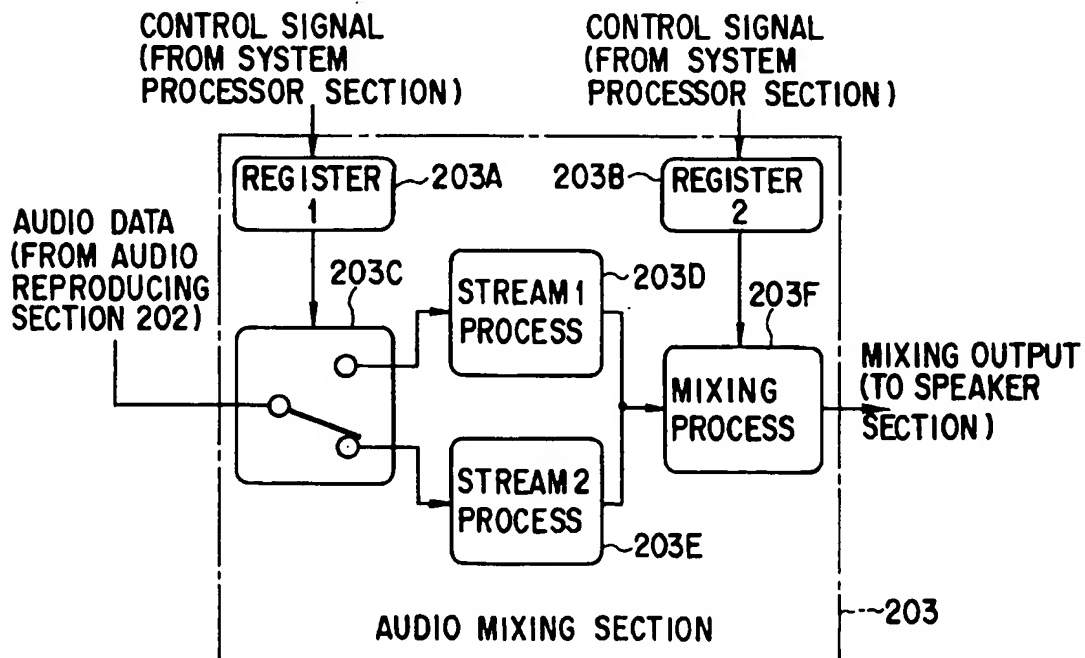 CONTROL SIGNAL
(FROM SYSTEM
PROCESSOR SECTION)
CONTROL SIGNAL
(FROM SYSTEM
PROCESSOR SECTION)
REGISTER
1
203A
203B
REGISTER
2
AUDIO DATA
(FROM AUDIO
REPRODUCING
SECTION 202)
203C
STREAM 1
PROCESS
203D
203F
MIXING
PROCESS
MIXING OUTPUT
(TO SPEAKER
SECTION)
STREAM 2
PROCESS
203E
203
AUDIO MIXING SECTION